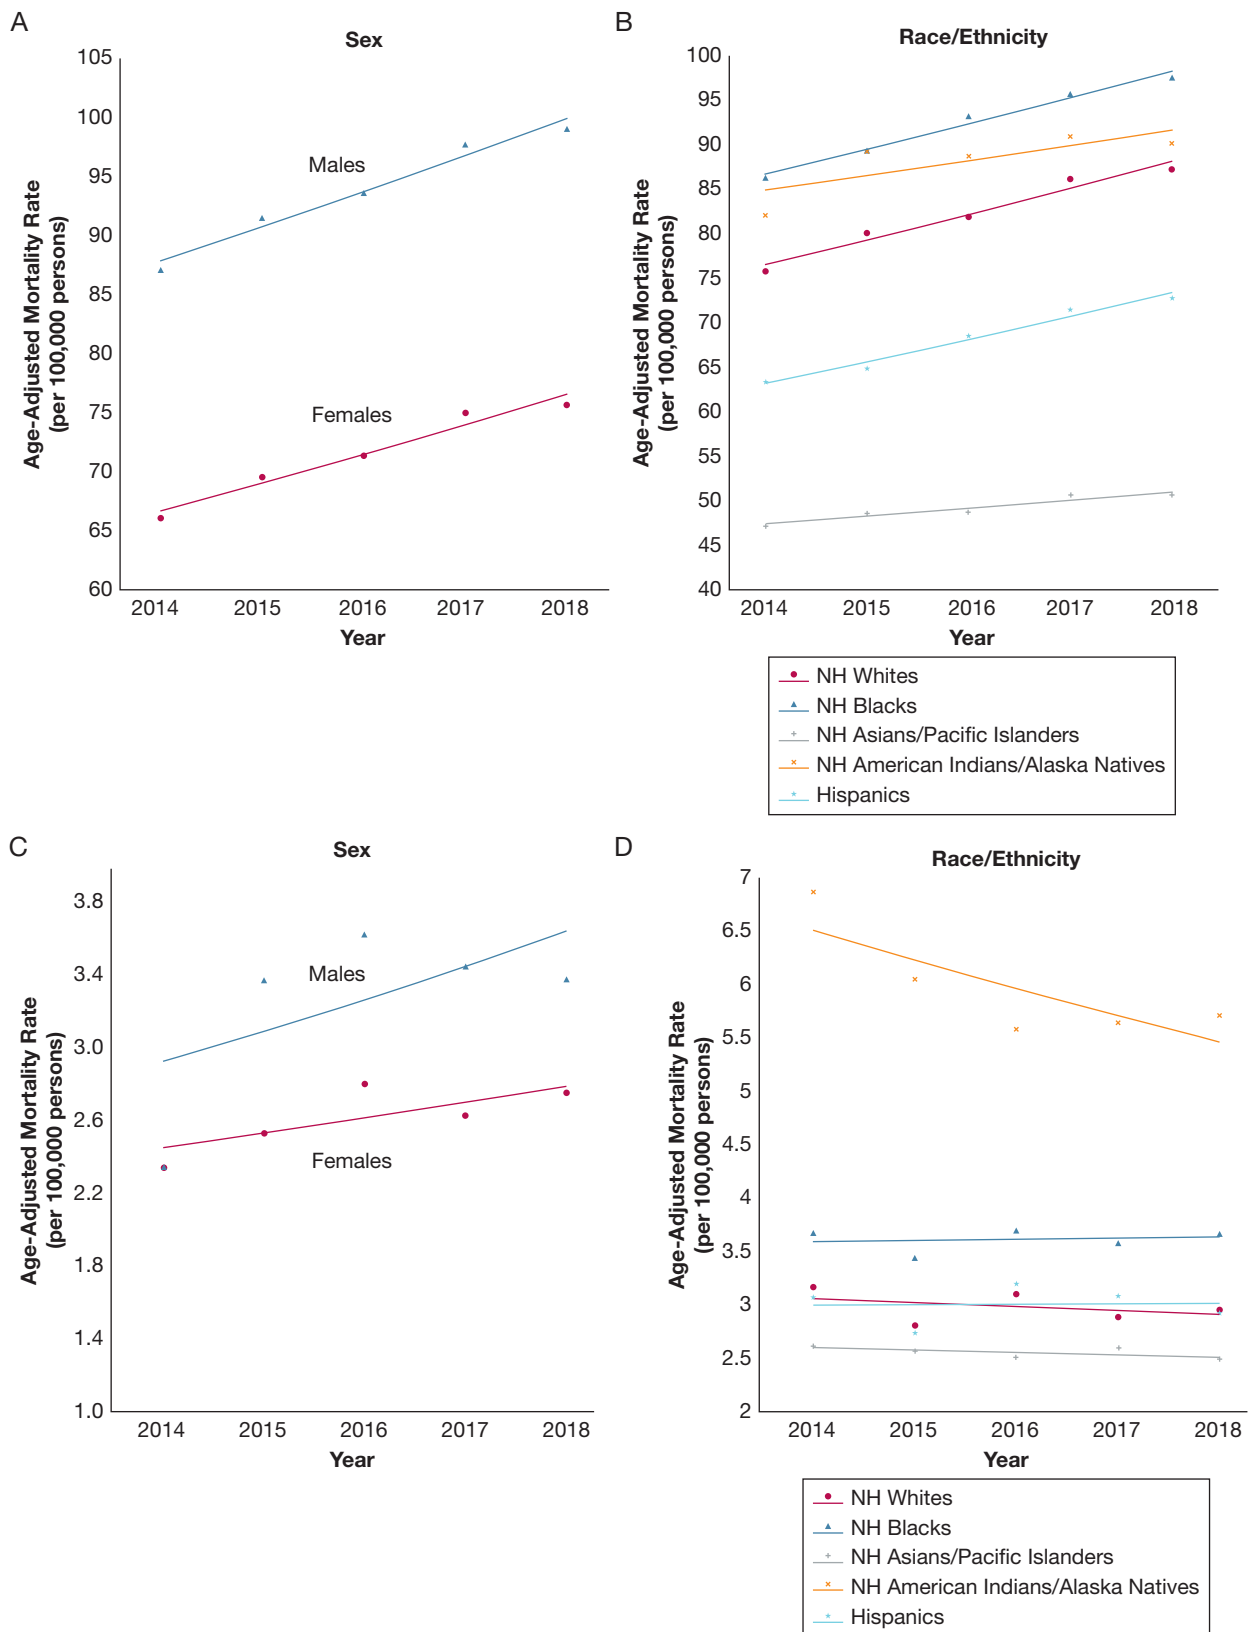 A
Sex
Age-Adjusted Mortality Rate
(per 100,000 persons)
105
100
95
90
85
80
75
70
65
60
Males
Females
2014 2015 2016 2017 2018
Year
B
Race/Ethnicity
Age-Adjusted Mortality Rate
(per 100,000 persons)
100
95
90
85
80
75
70
65
60
55
50
45
40
2014 2015 2016 2017 2018
Year
NH Whites
NH Blacks
NH Asians/Pacific Islanders
NH American Indians/Alaska Natives
Hispanics
C
Sex
Age-Adjusted Mortality Rate
(per 100,000 persons)
3.8
3.4
3.0
2.6
2.2
1.8
1.4
1.0
Males
Females
2014 2015 2016 2017 2018
Year
D
Race/Ethnicity
Age-Adjusted Mortality Rate
(per 100,000 persons)
7
6.5
6
5.5
5
4.5
4
3.5
3
2.5
2
2014 2015 2016 2017 2018
Year
NH Whites
NH Blacks
NH Asians/Pacific Islanders
NH American Indians/Alaska Natives
Hispanics